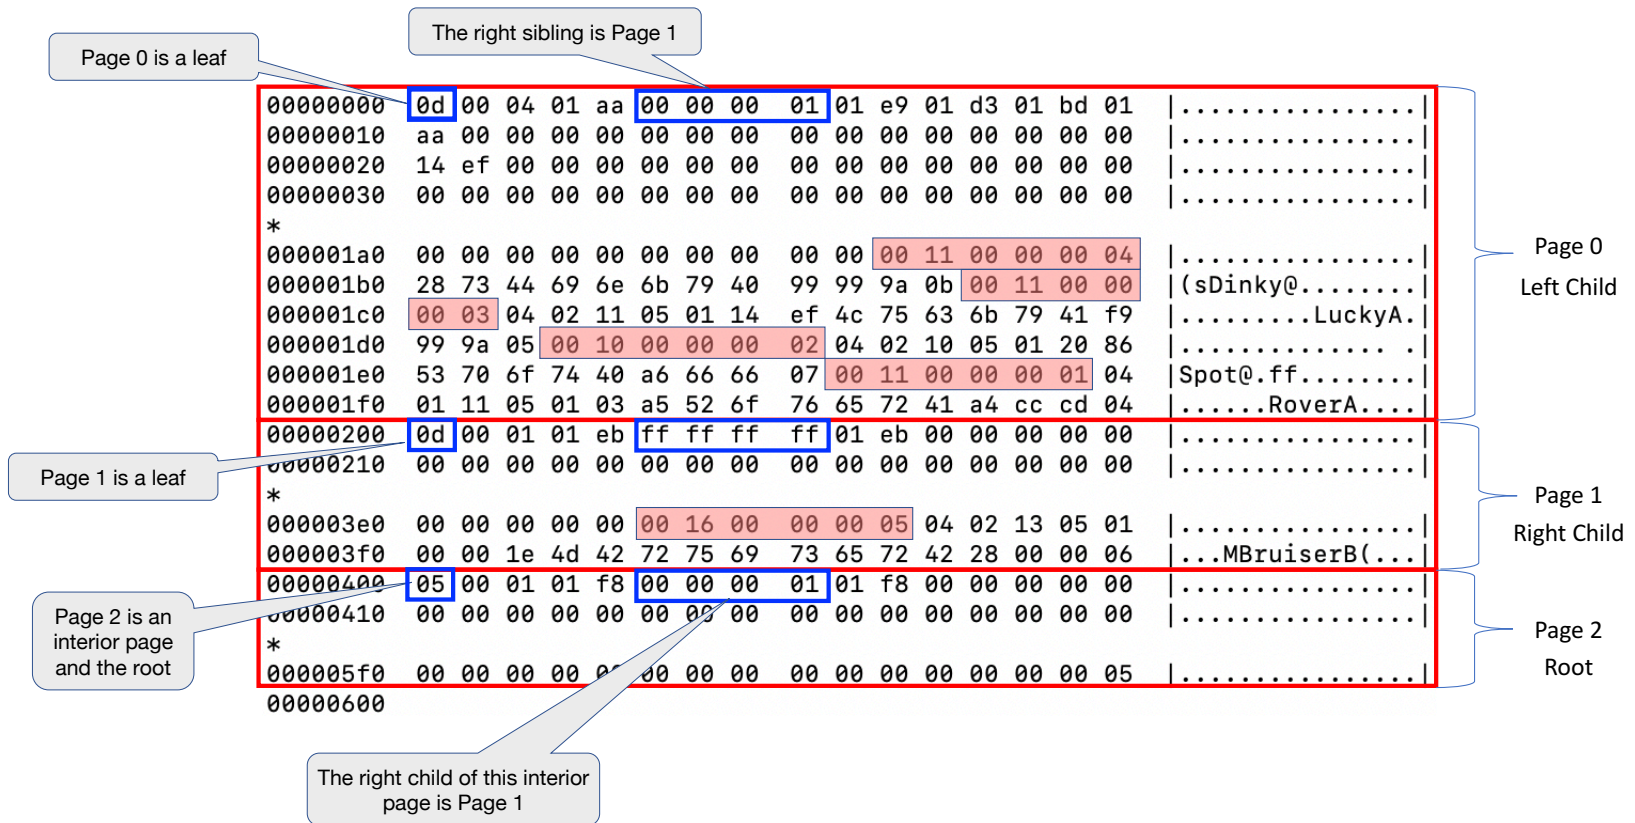 The right sibling is Page 1
Page 0 is a leaf
00000000 0d 00 04 01 aa 00 00 00 01 01 e9 01 d3 01 bd 01 |................|
00000010 aa 00 00 00 00 00 00 00 00 00 00 00 00 00 00 00 |................|
00000020 14 ef 00 00 00 00 00 00 00 00 00 00 00 00 00 00 |................|
00000030 00 00 00 00 00 00 00 00 00 00 00 00 00 00 00 00 |................|
*
000001a0 00 00 00 00 00 00 00 00 00 00 00 11 00 00 00 04 |................|
000001b0 28 73 44 69 6e 6b 79 40 99 99 9a 0b 00 11 00 00 |(sDinky@........|
000001c0 00 03 04 02 11 05 01 14 ef 4c 75 63 6b 79 41 f9 |.........LuckyA.|
000001d0 99 9a 05 00 10 00 00 00 02 04 02 10 05 01 20 86 |.............. .|
000001e0 53 70 6f 74 40 a6 66 66 07 00 11 00 00 00 01 04 |Spot@.ff........|
000001f0 01 11 05 01 03 a5 52 6f 76 65 72 41 a4 cc cd 04 |......RoverA....|
Page 0
Left Child
00000200 0d 00 01 01 eb ff ff ff ff 01 eb 00 00 00 00 00 |................|
00000210 00 00 00 00 00 00 00 00 00 00 00 00 00 00 00 00 |................|
*
000003e0 00 00 00 00 00 00 16 00 00 00 05 04 02 13 05 01 |................|
000003f0 00 00 1e 4d 42 72 75 69 73 65 72 42 28 00 00 06 |...MBruiserB(...|
Page 1 is a leaf
Page 1
Right Child
00000400 05 00 01 01 f8 00 00 00 01 01 f8 00 00 00 00 00 |................|
00000410 00 00 00 00 00 00 00 00 00 00 00 00 00 00 00 00 |................|
*
000005f0 00 00 00 00 00 00 00 00 00 00 00 00 00 00 00 05 |................|
00000600
Page 2 is an
interior page
and the root
Page 2
Root
The right child of this interior
page is Page 1